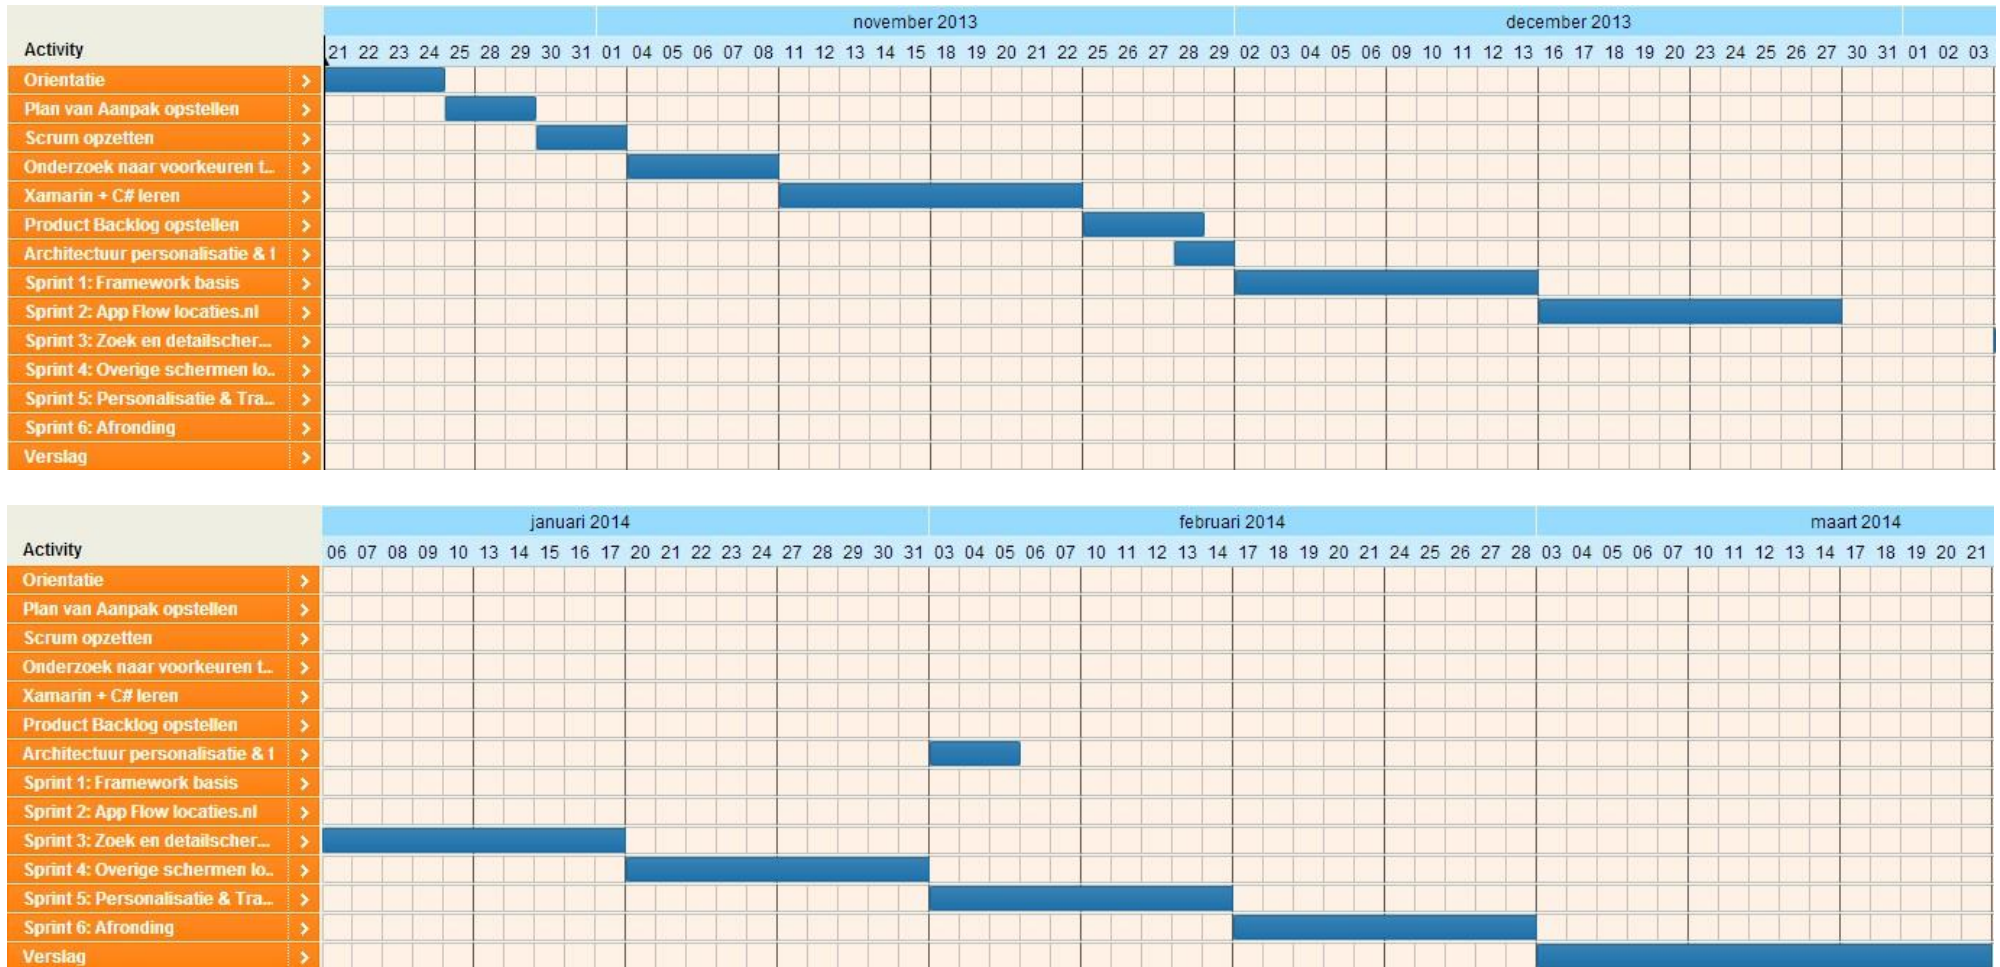 november 2013 december 2013
Activity 21 22 23 24 25 28 29 30 31 01 04 05 06 07 08 11 12 13 14 15 18 19 20 21 22 25 26 27 28 29 02 03 04 05 06 09 10 11 12 13 16 17 18 19 20 23 24 25 26 27 30 31 01 02 03
Orientatie
Plan van Aanpak opstellen
Scrum opzetten
Onderzoek naar voorkeuren t...
Xamarin + C# leren
Product Backlog opstellen
Architectuur personalisatie & t
Sprint 1: Framework basis
Sprint 2: App Flow locaties.nl
Sprint 3: Zoek en detailscher...
Sprint 4: Overige schermen lo..
Sprint 5: Personalisatie & Tra...
Sprint 6: Afronding
Verslag
januari 2014 februari 2014 maart 2014
Activity 06 07 08 09 10 13 14 15 16 17 20 21 22 23 24 27 28 29 30 31 03 04 05 06 07 10 11 12 13 14 17 18 19 20 21 24 25 26 27 28 03 04 05 06 07 10 11 12 13 14 17 18 19 20 21
Orientatie
Plan van Aanpak opstellen
Scrum opzetten
Onderzoek naar voorkeuren t...
Xamarin + C# leren
Product Backlog opstellen
Architectuur personalisatie & t
Sprint 1: Framework basis
Sprint 2: App Flow locaties.nl
Sprint 3: Zoek en detailscher...
Sprint 4: Overige schermen lo..
Sprint 5: Personalisatie & Tra...
Sprint 6: Afronding
Verslag